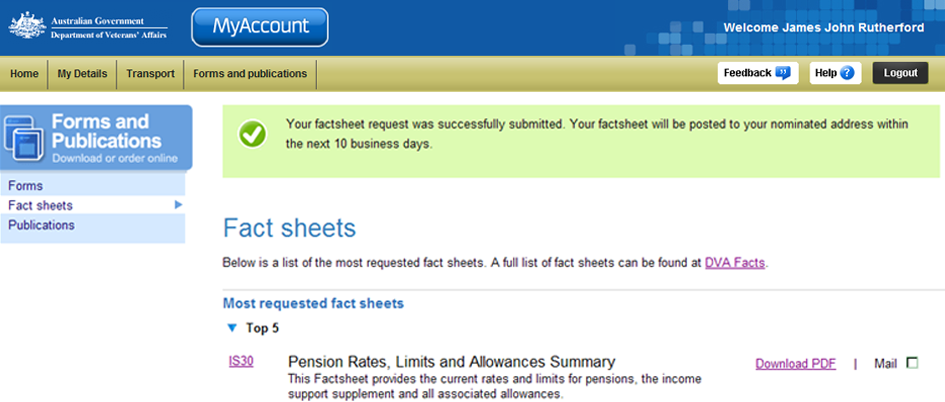 Australian Government
Department of Veterans' Affairs
MyAccount
Welcome James John Rutherford
Home
My Details
Transport
Forms and publications
Feedback
Help
Logout
Forms and
Publications
Download or order online
Forms
Fact sheets
Publications
Your factsheet request was successfully submitted. Your factsheet will be posted to your nominated address within
the next 10 business days.
Fact sheets
Below is a list of the most requested fact sheets. A full list of fact sheets can be found at DVA Facts.
Most requested fact sheets
Top 5
IS30
Pension Rates, Limits and Allowances Summary
This Factsheet provides the current rates and limits for pensions, the income
support supplement and all associated allowances.
Download PDF | Mail